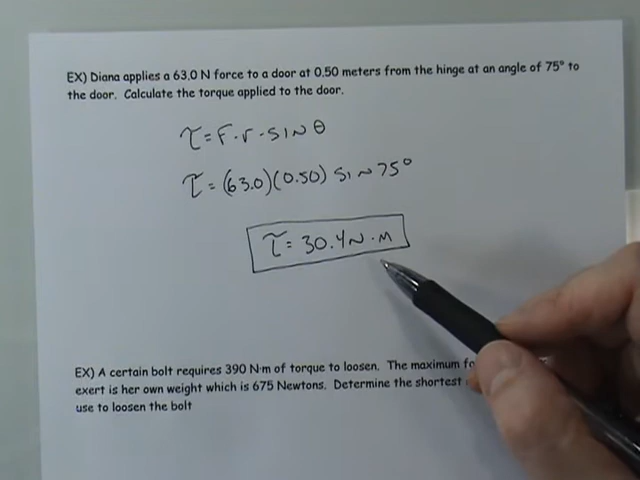 EX) Diana applies a 63.0 N force to a door at 0.50 meters from the hinge at an angle of 75° to
the door. Calculate the torque applied to the door.
τ = F·r·sin θ
τ = (63.0)(0.50) sin 75°
τ = 30.4 N·m
EX) A certain bolt requires 390 N·m of torque to loosen. The maximum
exert is her own weight which is 675 Newtons. Determine the shortest
use to loosen the bolt